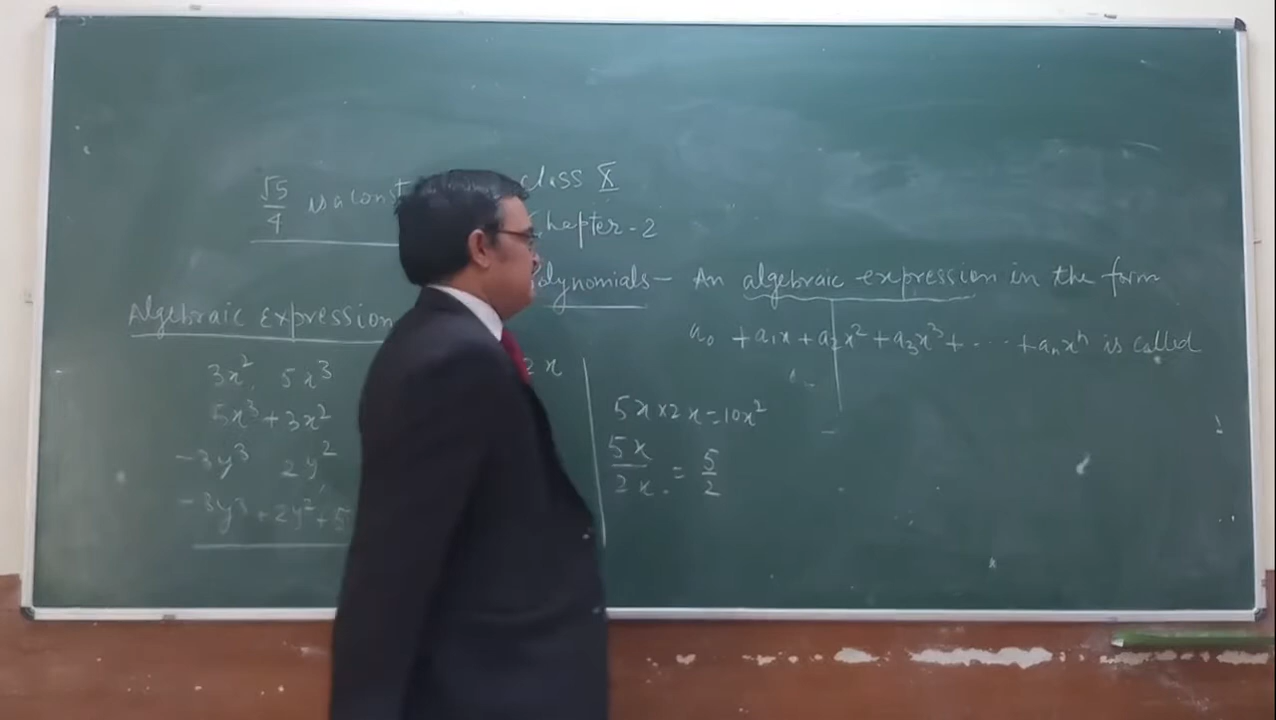 class X
√5/4 is a const
Chapter-2
Polynomials – An algebraic expression in the form
a₀ + a₁x + a₂x² + a₃x³ + ⋯ + aₙxⁿ is called
Algebraic Expression
3x², 5x³
5x³ + 3x²
-3y³ 2y²
-3y³ + 2y² + 5
2x
5x × 2x = 10x²
5x/2x = 5/2